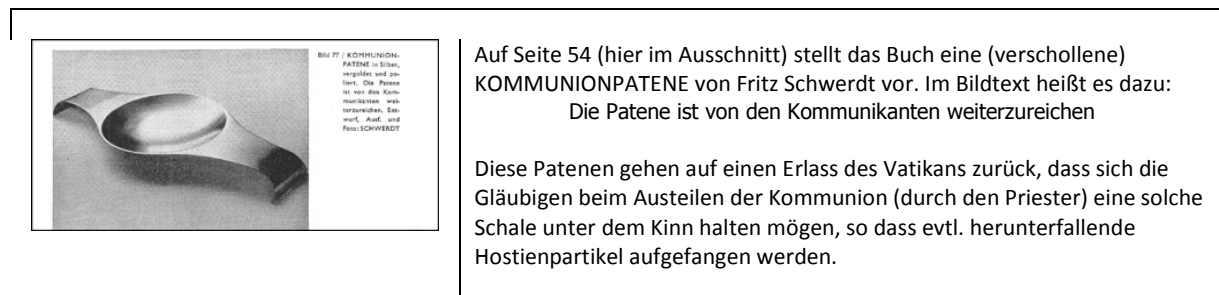 Bild 77 / KOMMUNION-
PATENE in Silber,
vergoldet und po-
liert. Die Patene
ist von den Kom-
munikanten wei-
terzureichen. Ent-
wurf, Ausf. und
Foto: SCHWERDT
Auf Seite 54 (hier im Ausschnitt) stellt das Buch eine (verschollene)
KOMMUNIONPATENE von Fritz Schwerdt vor. Im Bildtext heißt es dazu:
Die Patene ist von den Kommunikanten weiterzureichen
Diese Patenen gehen auf einen Erlass des Vatikans zurück, dass sich die
Gläubigen beim Austeilen der Kommunion (durch den Priester) eine solche
Schale unter dem Kinn halten mögen, so dass evtl. herunterfallende
Hostienpartikel aufgefangen werden.